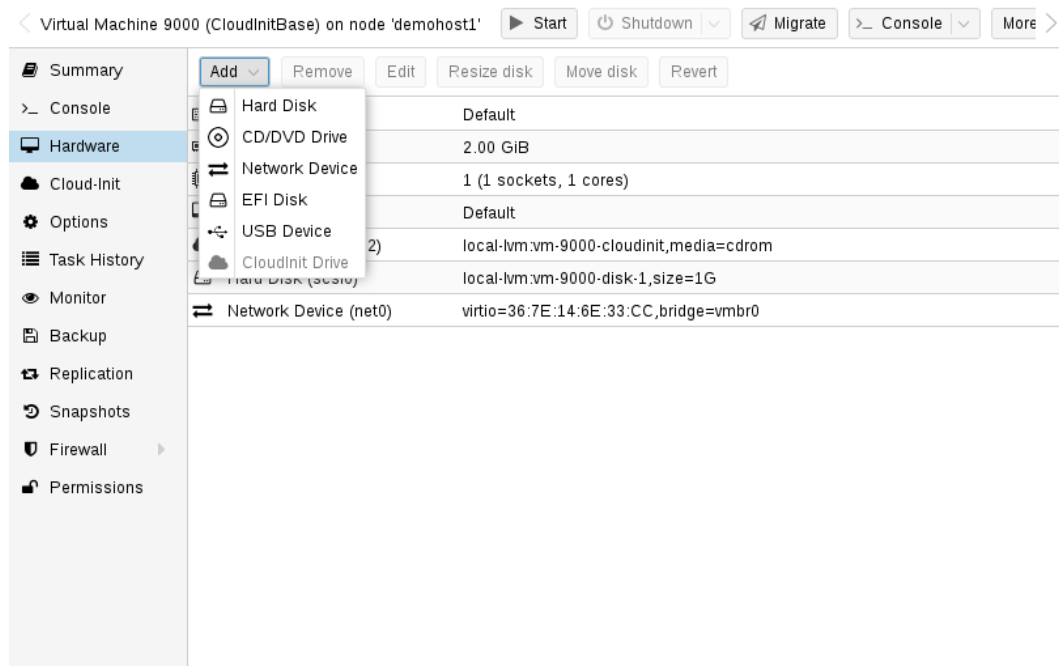 Virtual Machine 9000 (CloudInitBase) on node 'demohost1' Start Shutdown Migrate >_ Console More
Summary
Console
Hardware
Cloud-Init
Options
Task History
Monitor
Backup
Replication
Snapshots
Firewall
Permissions
Add Remove Edit Resize disk Move disk Revert
Hard Disk
CD/DVD Drive
Network Device
EFI Disk
USB Device
CloudInit Drive
Default
2.00 GiB
1 (1 sockets, 1 cores)
Default
2) local-lvm:vm-9000-cloudinit,media=cdrom
Hard Disk (scsi0) local-lvm:vm-9000-disk-1,size=1G
Network Device (net0) virtio=36:7E:14:6E:33:CC,bridge=vmbr0